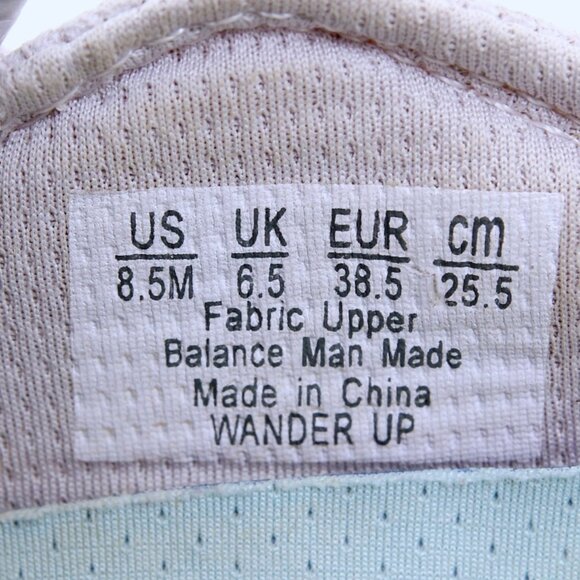 US UK EUR cm
8.5M 6.5 38.5 25.5
Fabric Upper
Balance Man Made
Made in China
WANDER UP